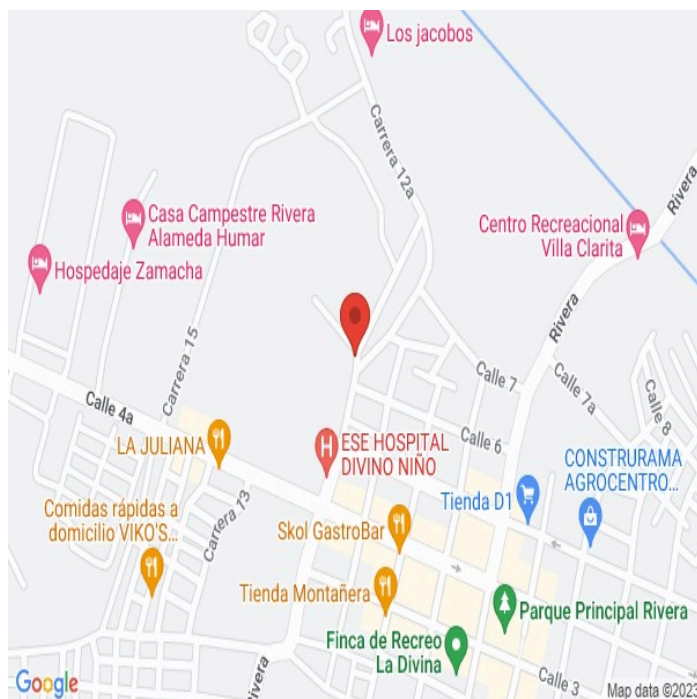 Los jacobos
Carrera 12a
Rivera
Centro Recreacional
Villa Clarita
Casa Campestre Rivera
Alameda Humar
Hospedaje Zamacha
Rivera
Carrera 15
Calle 7
Calle 7a
Calle 8
Calle 4a
Calle 6
LA JULIANA
ESE HOSPITAL
DIVINO NIÑO
CONSTRURAMA
AGROCENTRO...
Tienda D1
Comidas rápidas a
domicilio VIKO'S...
Carrera 13
Skol GastroBar
Tienda Montañera
Parque Principal Rivera
Finca de Recreo
La Divina
Rivera
Calle 3
Google